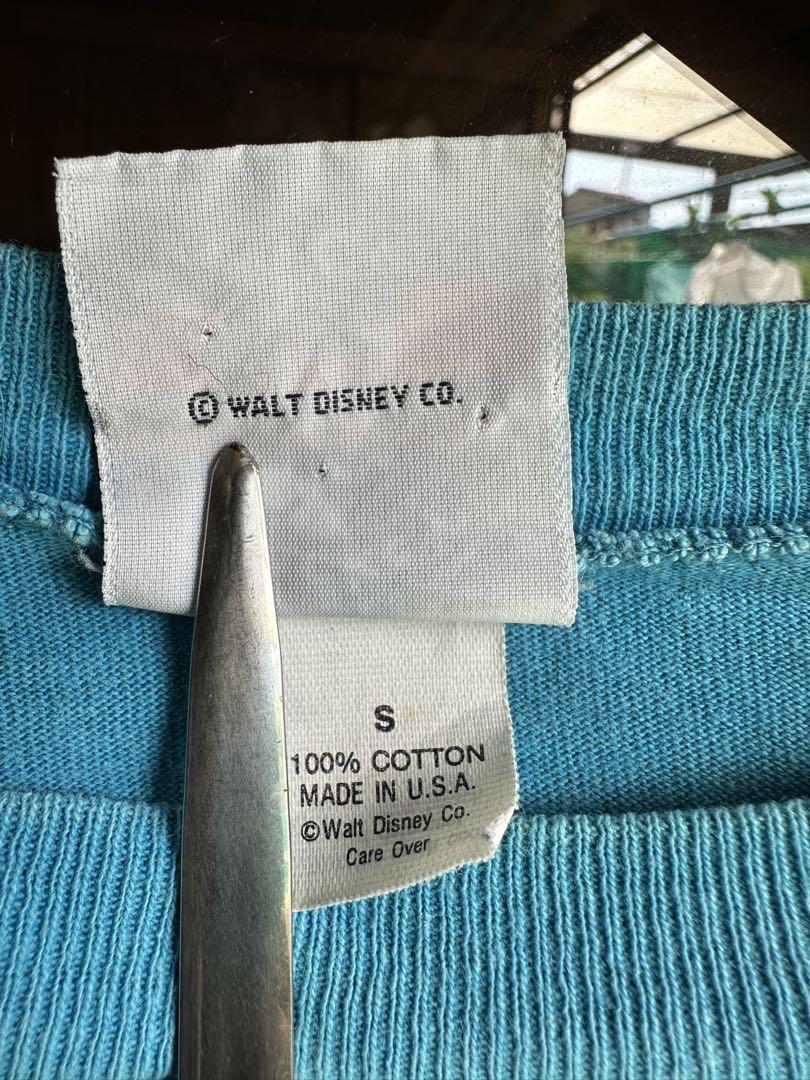 © WALT DISNEY CO.
S
100% COTTON
MADE IN U.S.A.
©Walt Disney Co.
Care Over